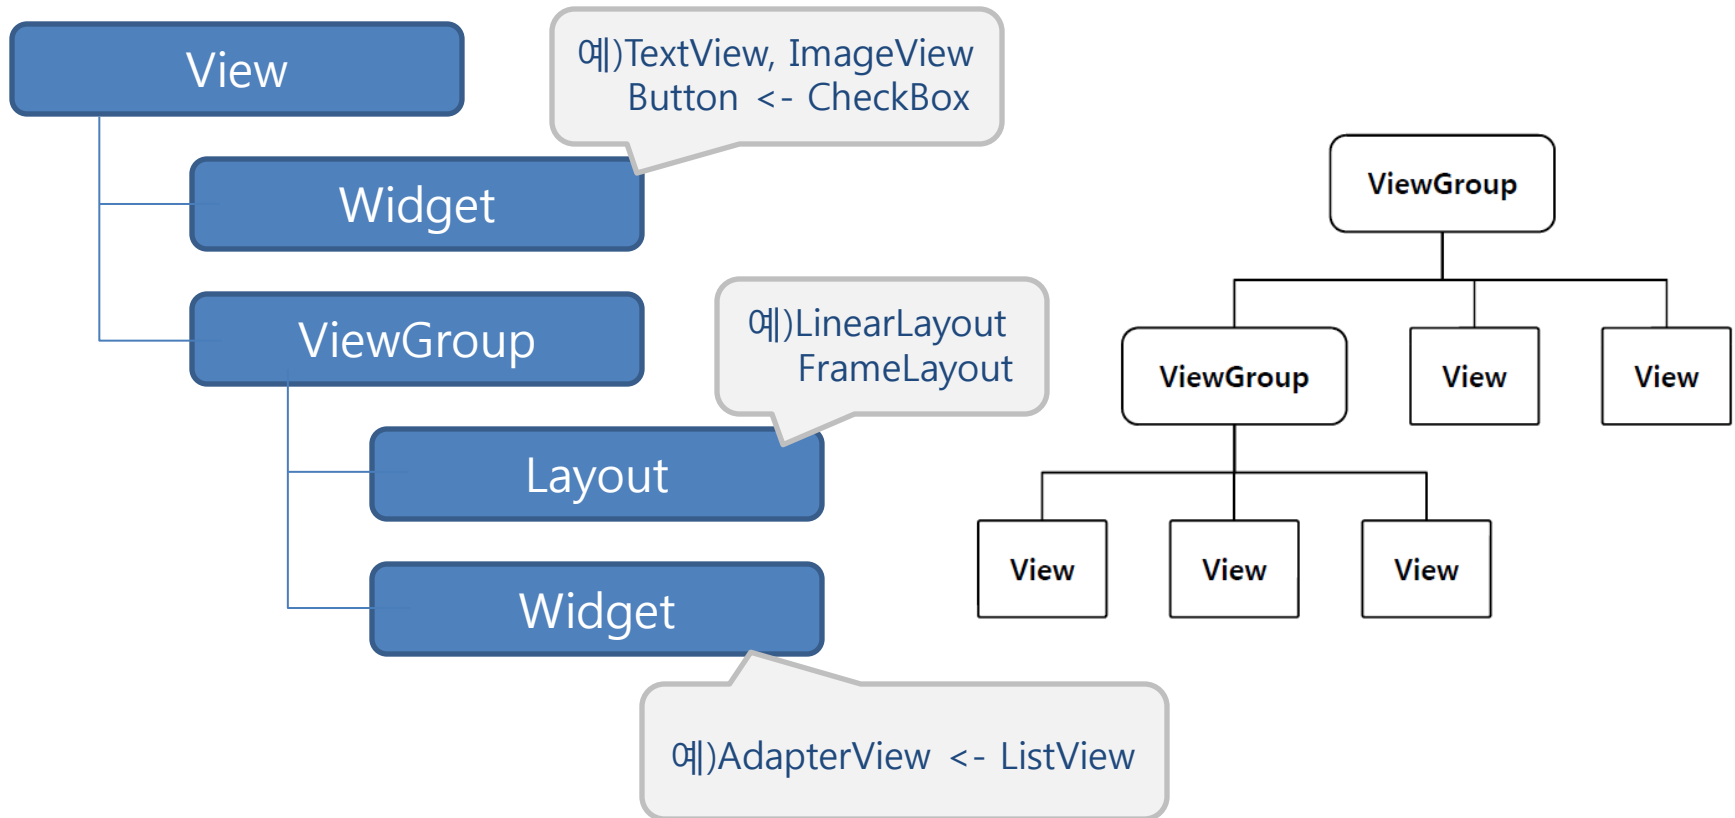 View
예)TextView, ImageView
Button <- CheckBox
Widget
ViewGroup
예)LinearLayout
FrameLayout
Layout
Widget
예)AdapterView <- ListView
ViewGroup
ViewGroup
View
View
View
View
View